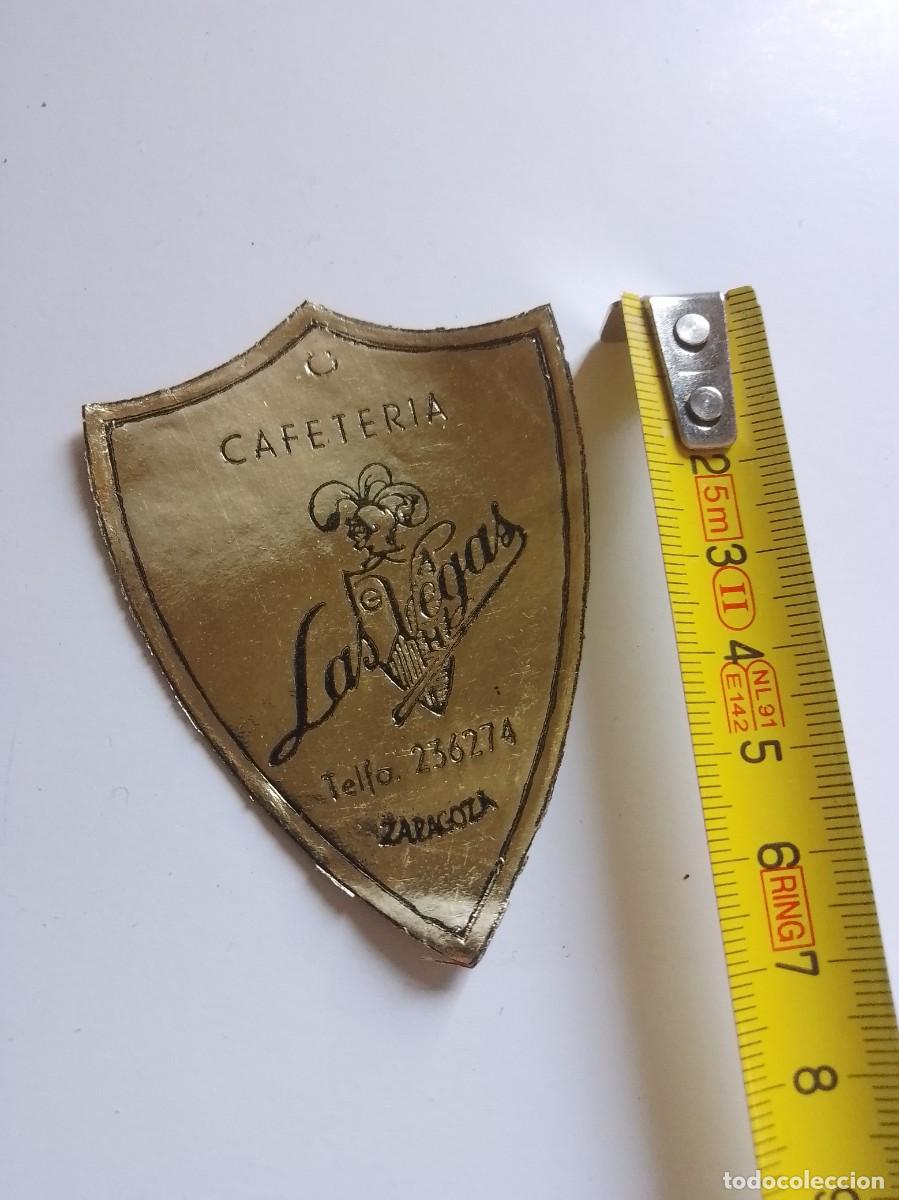 CAFETERIA
Las Vegas
Telfo. 236274
ZARAGOZA
2
5m
3
II
4
NL 91
E 142
5
6
RING
7
8
todocoleccion